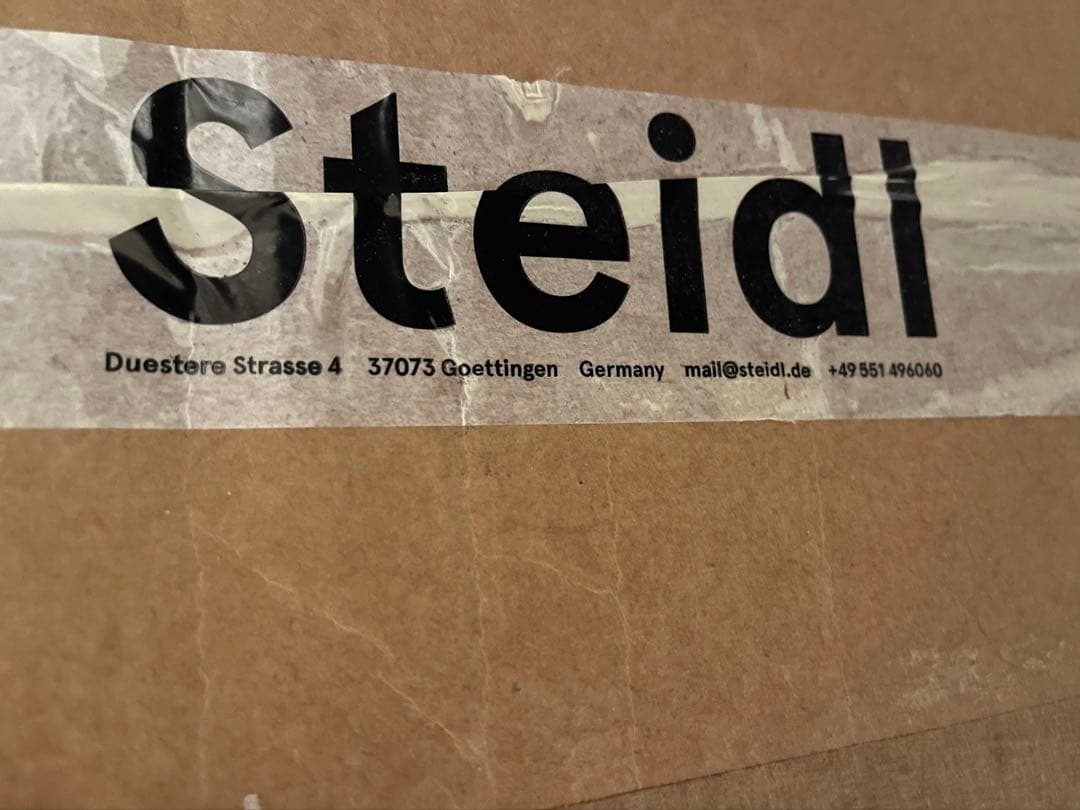 Steidl
Duestere Strasse 4 37073 Goettingen Germany mail@steidl.de +49 551 496060